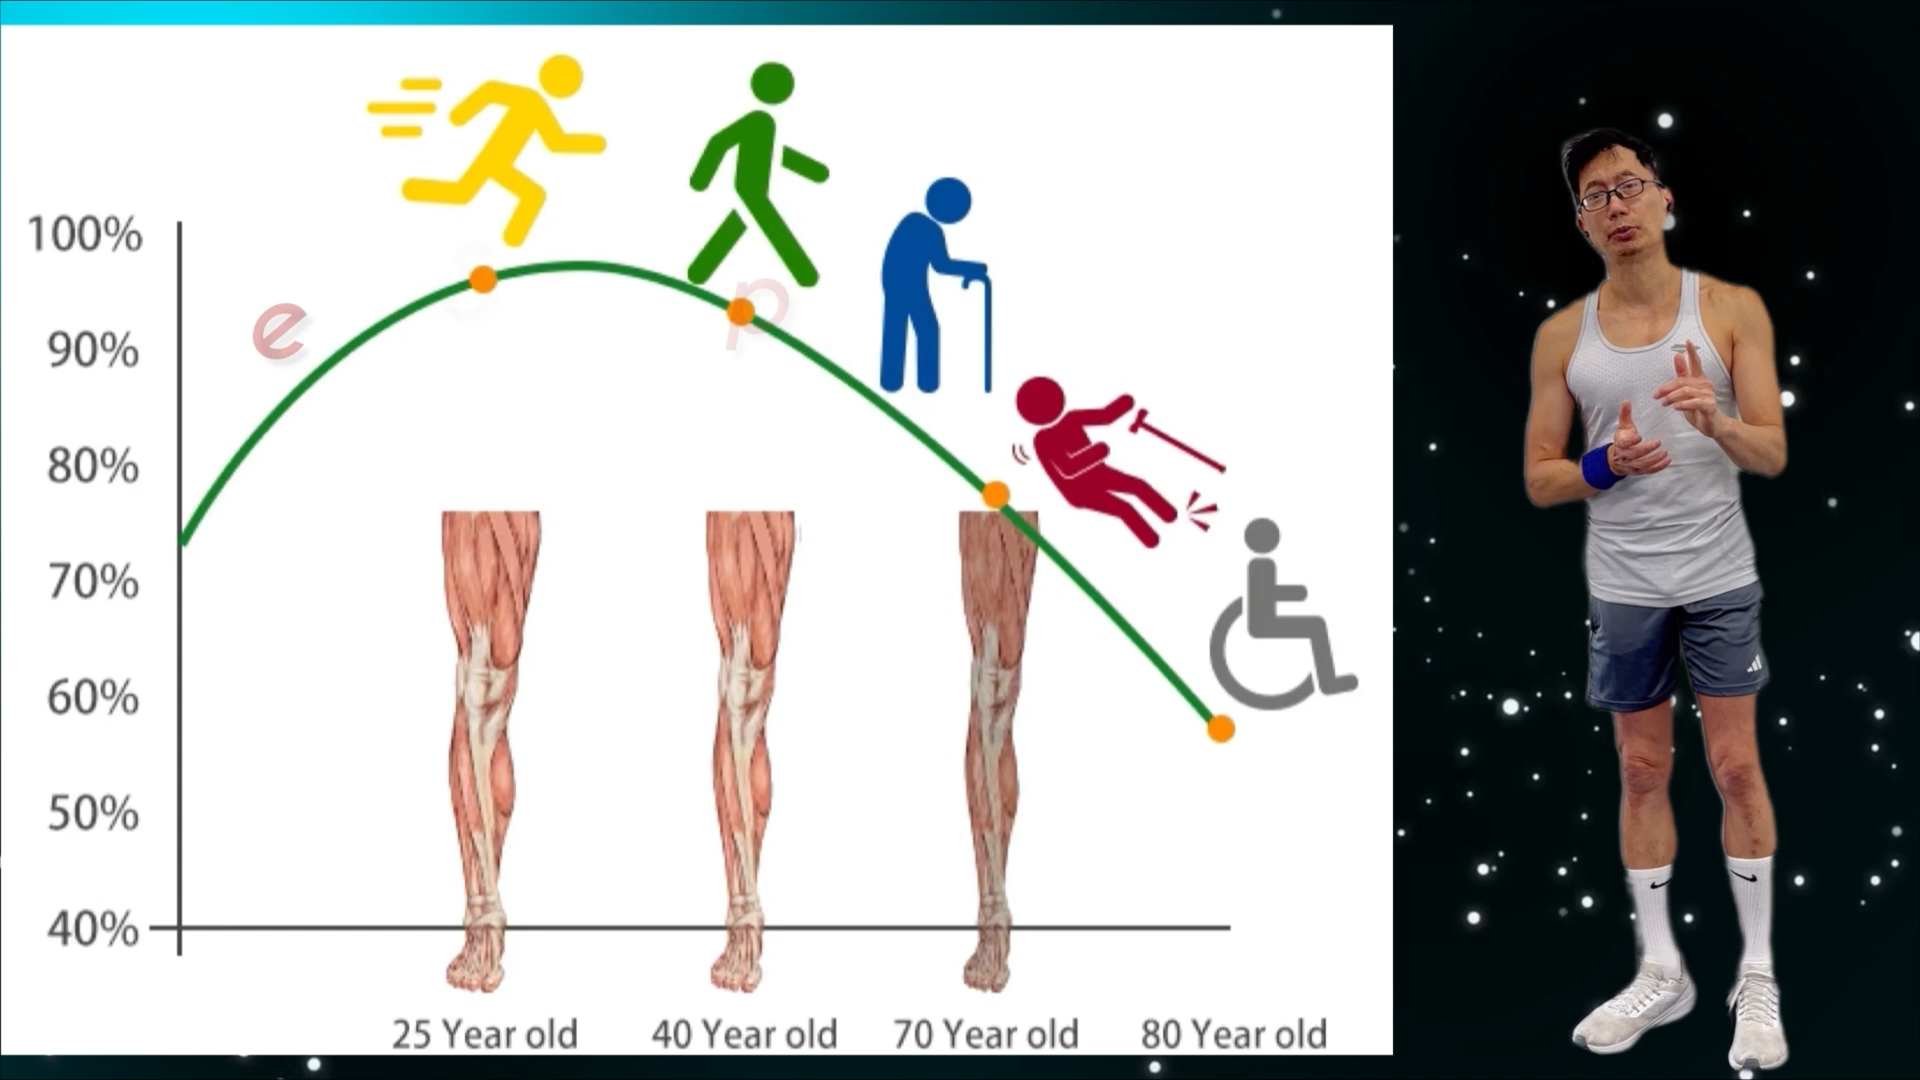 100%
90%
80%
70%
60%
50%
40%
25 Year old
40 Year old
70 Year old
80 Year old
e
p